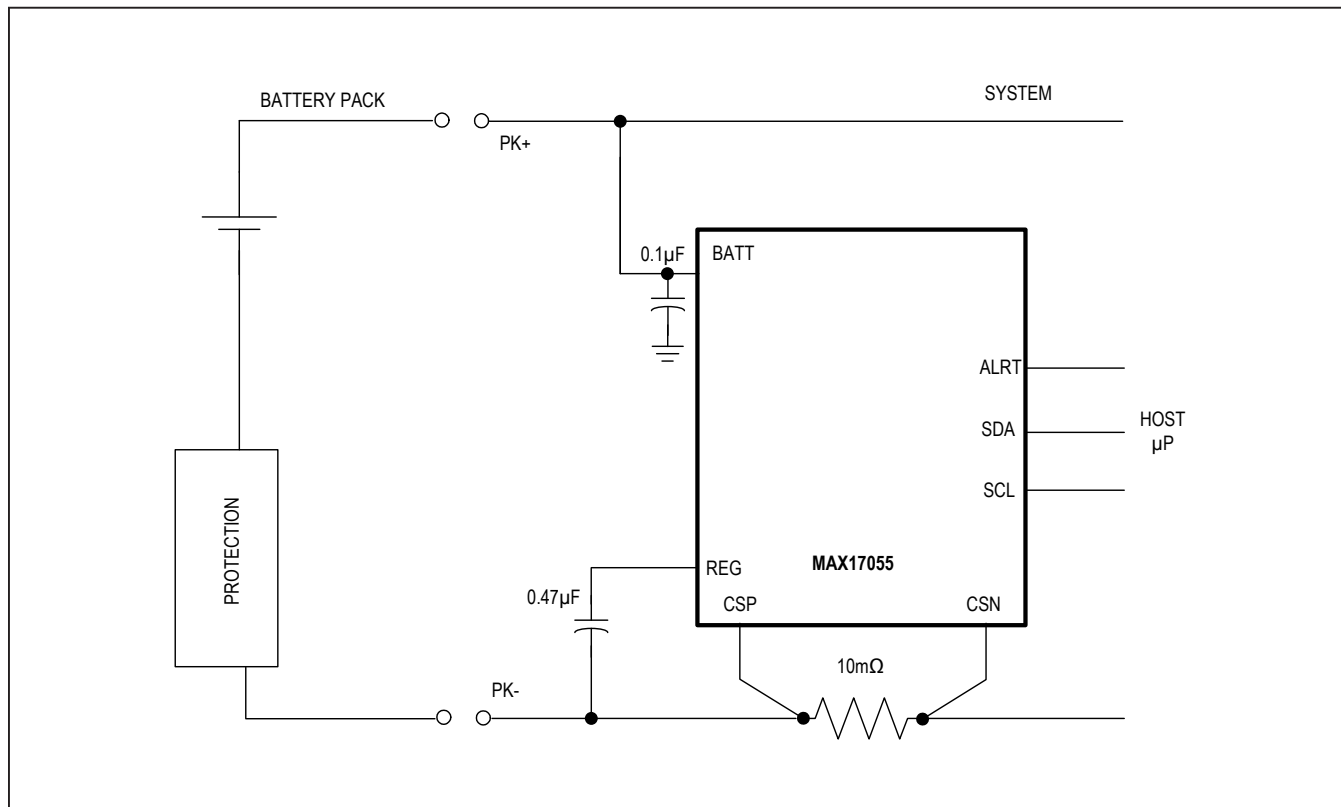 BATTERY PACK
SYSTEM
PK+
0.1µF
BATT
ALRT
SDA
HOST
µP
SCL
PROTECTION
REG
MAX17055
0.47µF
CSP
CSN
10mΩ
PK-